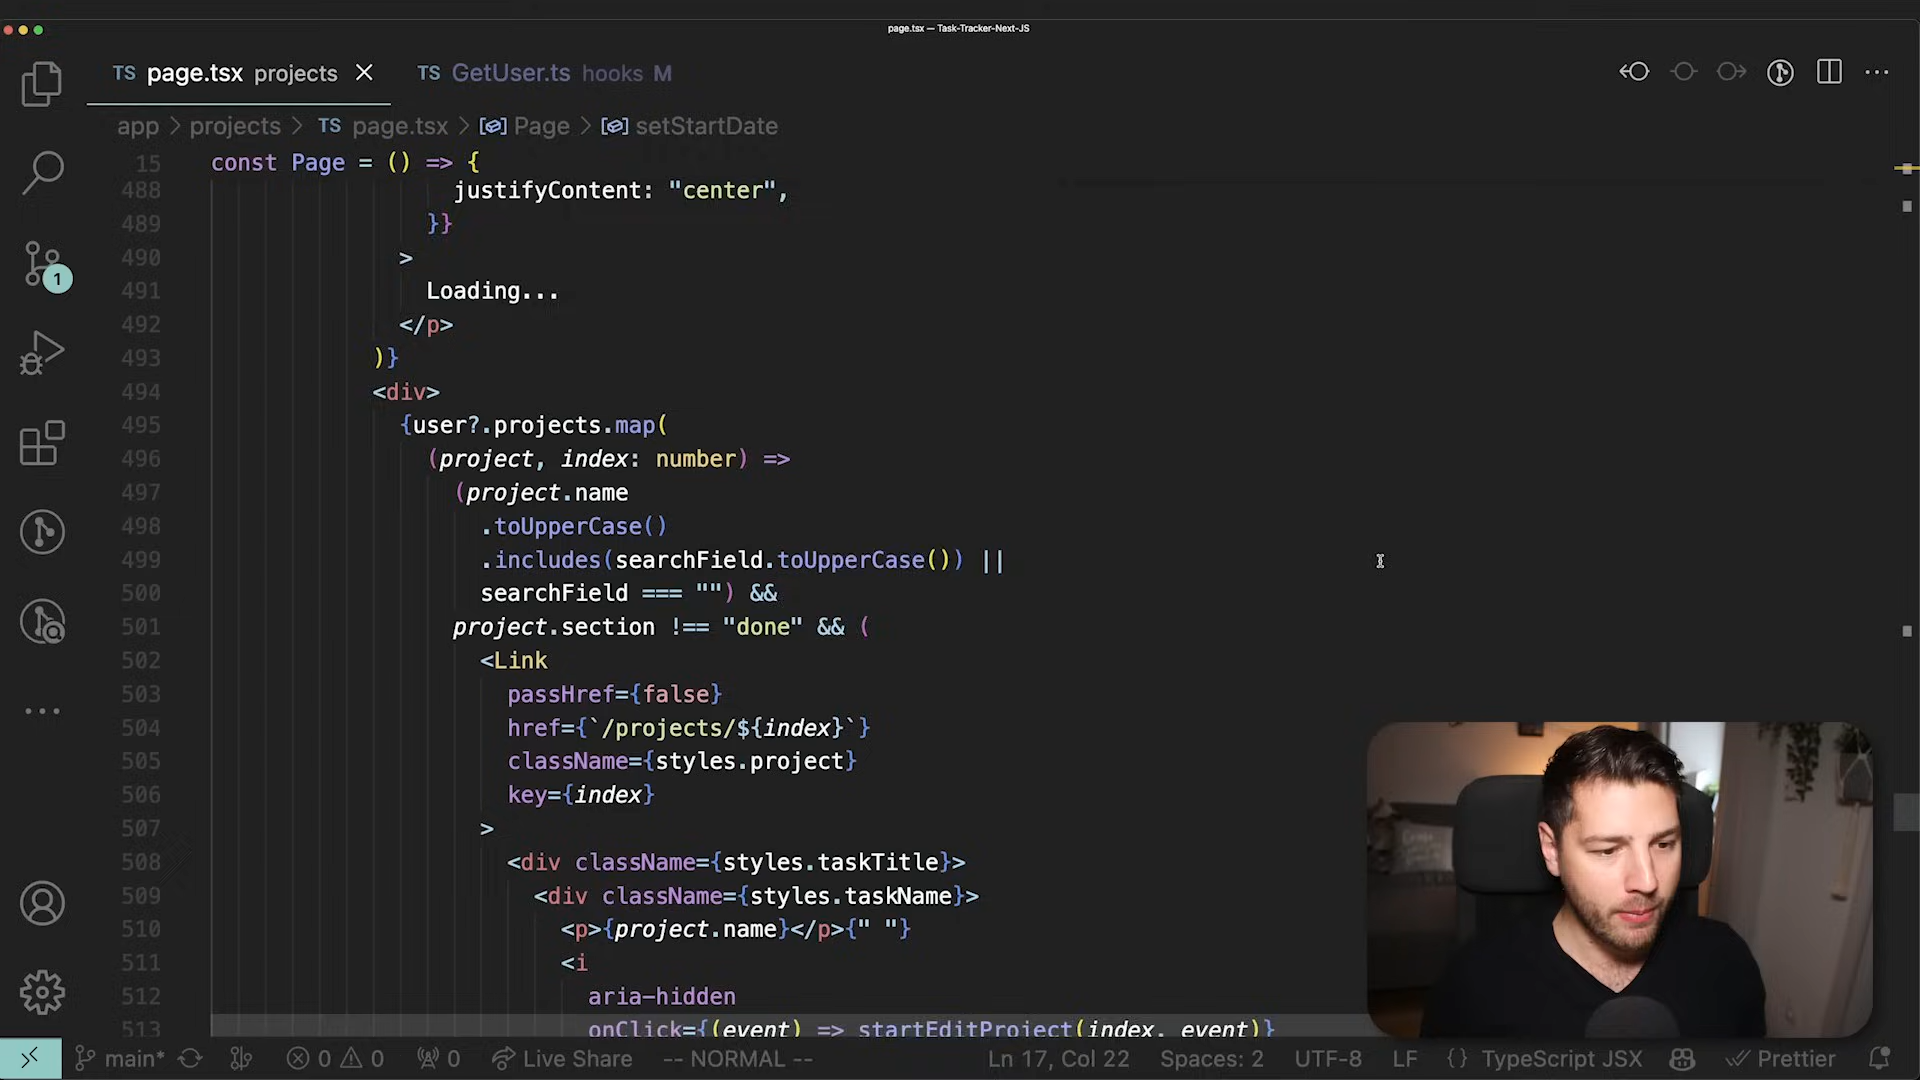 page.tsx — Task-Tracker-Next-JS
TS page.tsx projects
TS GetUser.ts hooks M
app > projects > TS page.tsx > Page > setStartDate
15 const Page = () => {
488 justifyContent: "center",
489 }}
490 >
491 Loading...
492 </p>
493 )}
494 <div>
495 {user?.projects.map(
496 (project, index: number) =>
497 (project.name
498 .toUpperCase()
499 .includes(searchField.toUpperCase()) ||
500 searchField === "") &&
501 project.section !== "done" && (
502 <Link
503 passHref={false}
504 href={`/projects/${index}`}
505 className={styles.project}
506 key={index}
507 >
508 <div className={styles.taskTitle}>
509 <div className={styles.taskName}>
510 <p>{project.name}</p>{" "}
511 <i
512 aria-hidden
513 onClick={(event) => startEditProject(index, event)}
1
main* 0 0 0 Live Share -- NORMAL -- Ln 17, Col 22 Spaces: 2 UTF-8 LF {} TypeScript JSX Prettier